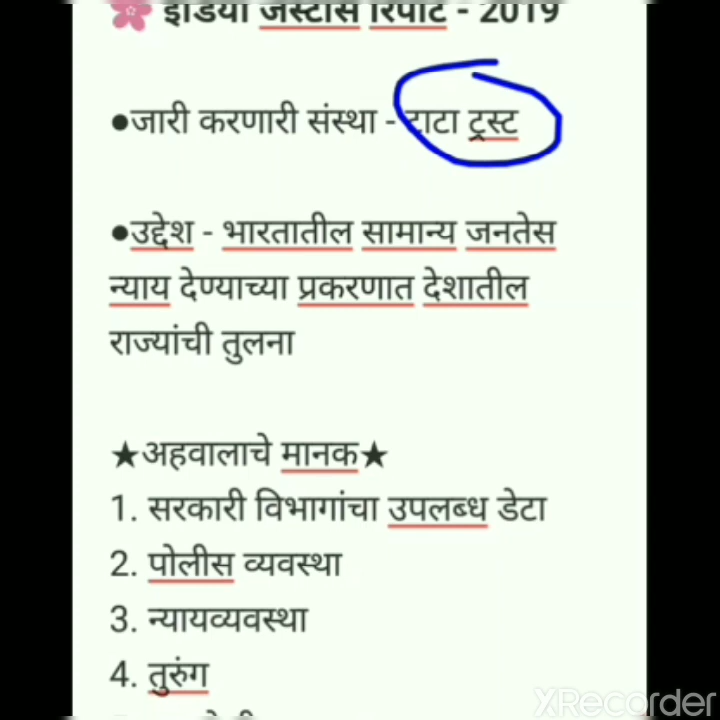 🌸 इंडिया जस्टीस रिपोर्ट - 2019
●जारी करणारी संस्था - टाटा ट्रस्ट
●उद्देश - भारतातील सामान्य जनतेस
न्याय देण्याच्या प्रकरणात देशातील
राज्यांची तुलना
★अहवालाचे मानक★
1. सरकारी विभागांचा उपलब्ध डेटा
2. पोलीस व्यवस्था
3. न्यायव्यवस्था
4. तुरुंग
XRecorder